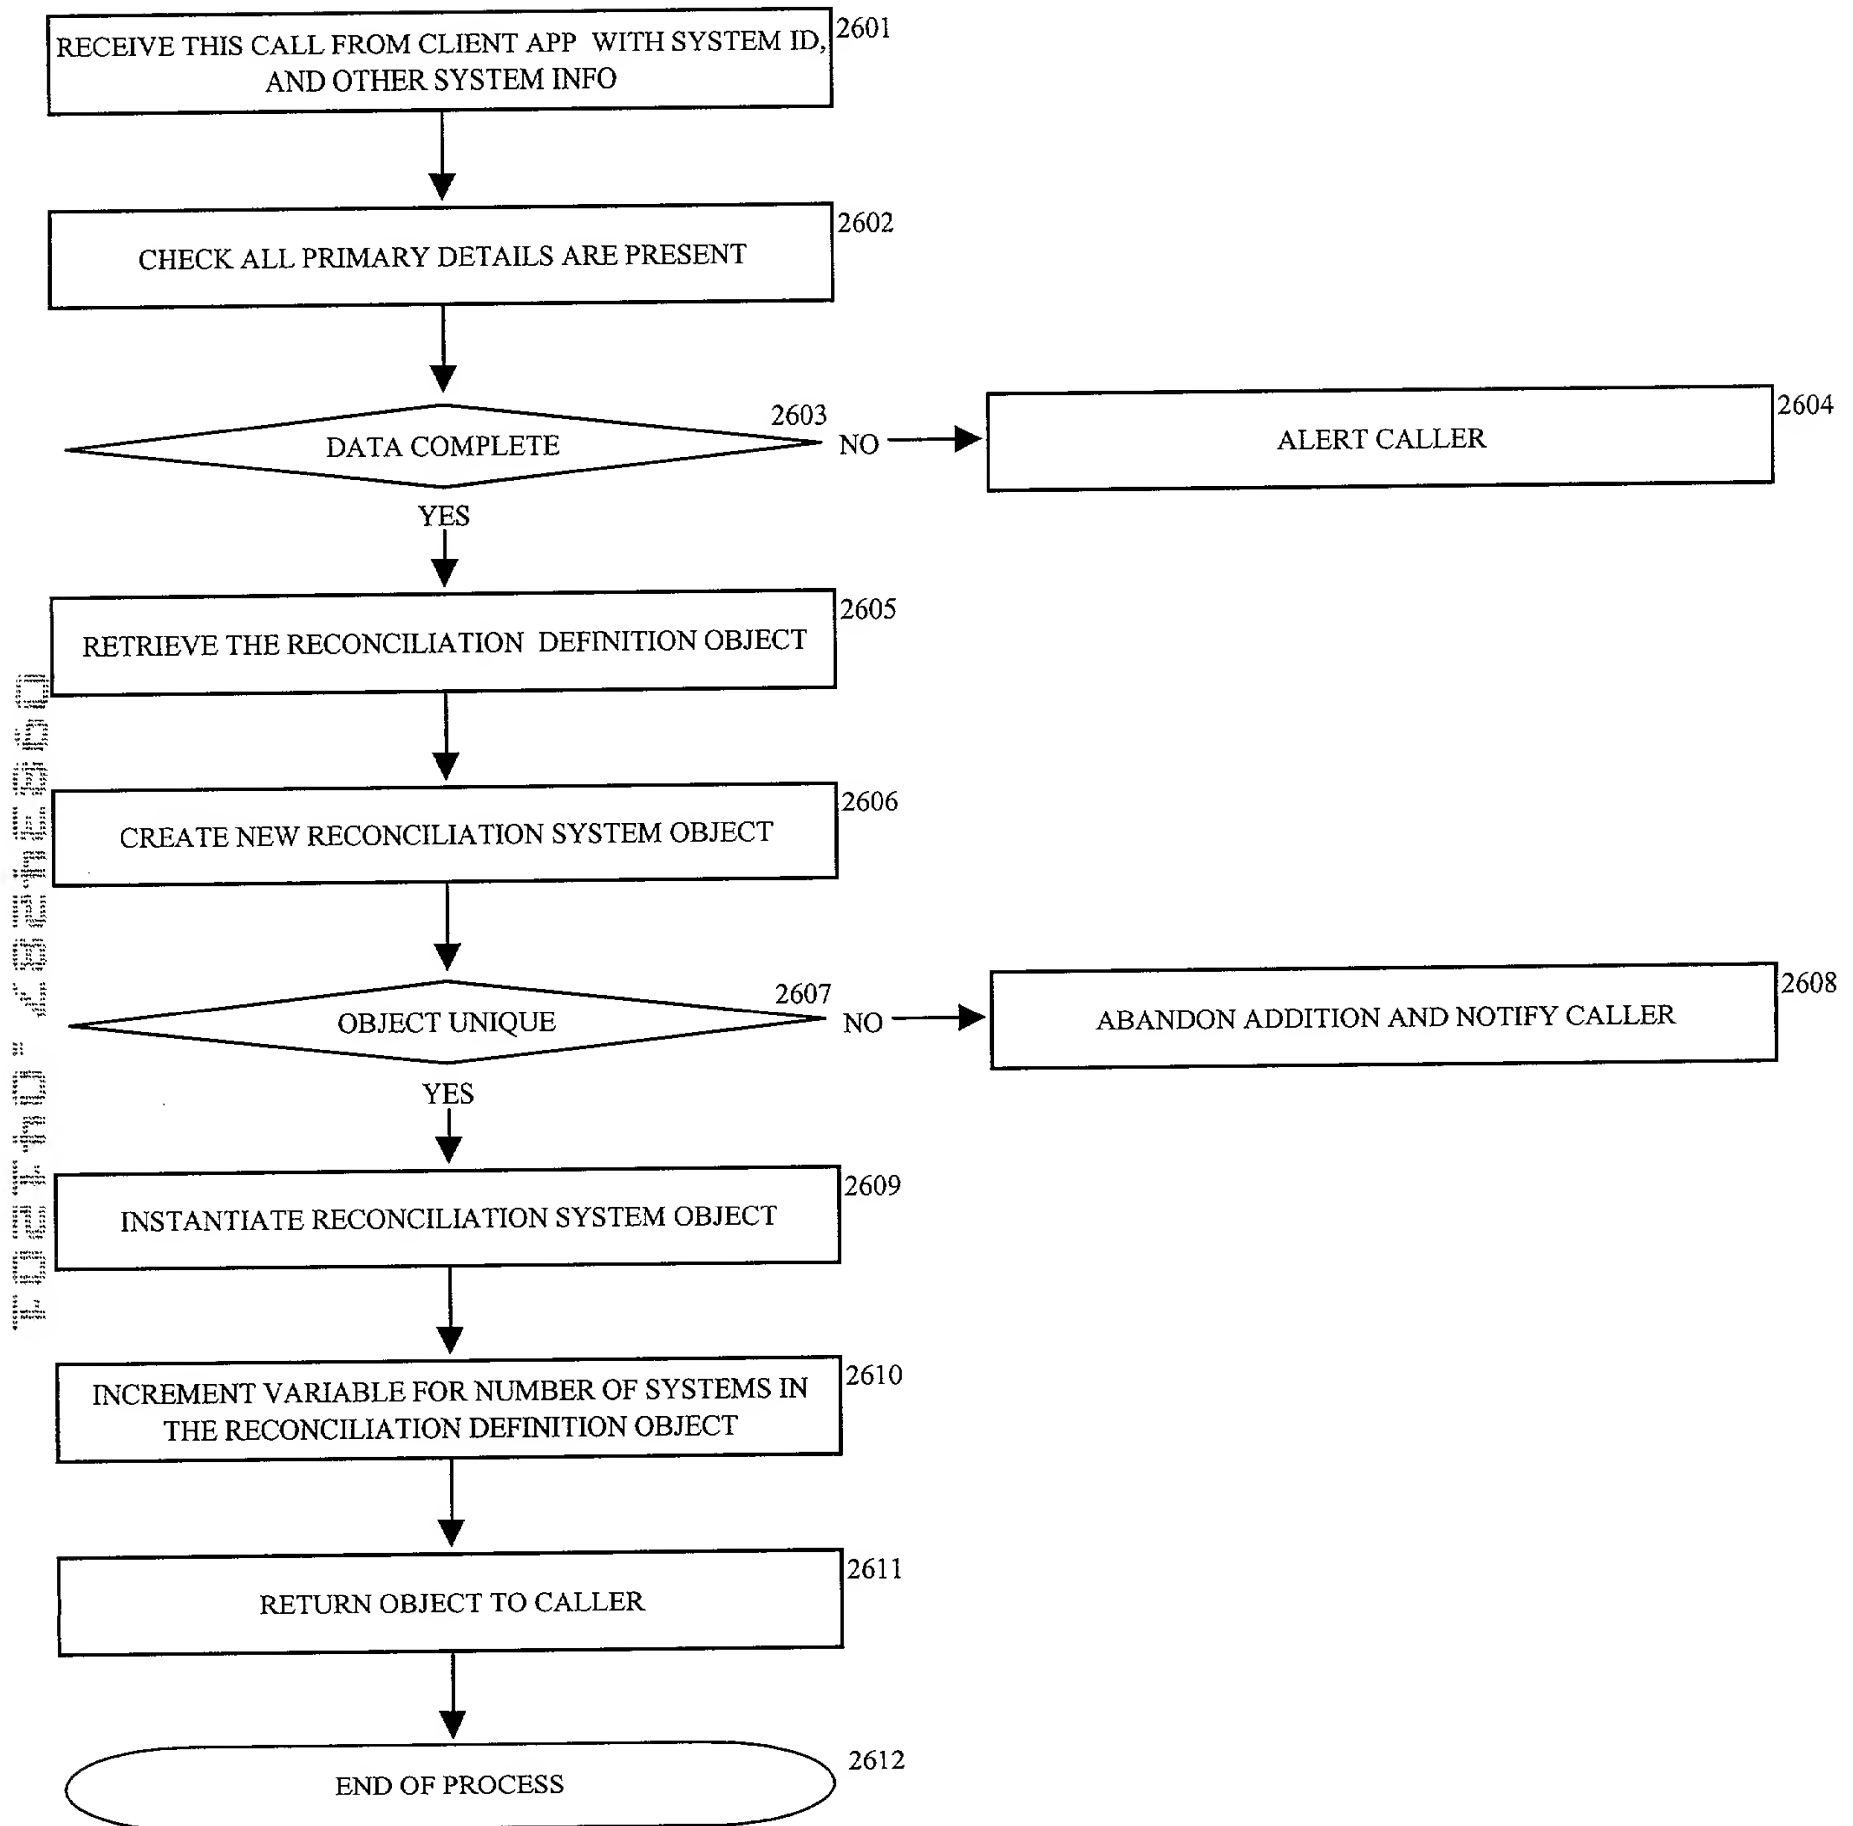 RECEIVE THIS CALL FROM CLIENT APP WITH SYSTEM ID,
AND OTHER SYSTEM INFO
2601
CHECK ALL PRIMARY DETAILS ARE PRESENT
2602
DATA COMPLETE
2603
NO
ALERT CALLER
2604
YES
RETRIEVE THE RECONCILIATION DEFINITION OBJECT
2605
CREATE NEW RECONCILIATION SYSTEM OBJECT
2606
OBJECT UNIQUE
2607
NO
ABANDON ADDITION AND NOTIFY CALLER
2608
YES
INSTANTIATE RECONCILIATION SYSTEM OBJECT
2609
INCREMENT VARIABLE FOR NUMBER OF SYSTEMS IN
THE RECONCILIATION DEFINITION OBJECT
2610
RETURN OBJECT TO CALLER
2611
END OF PROCESS
2612